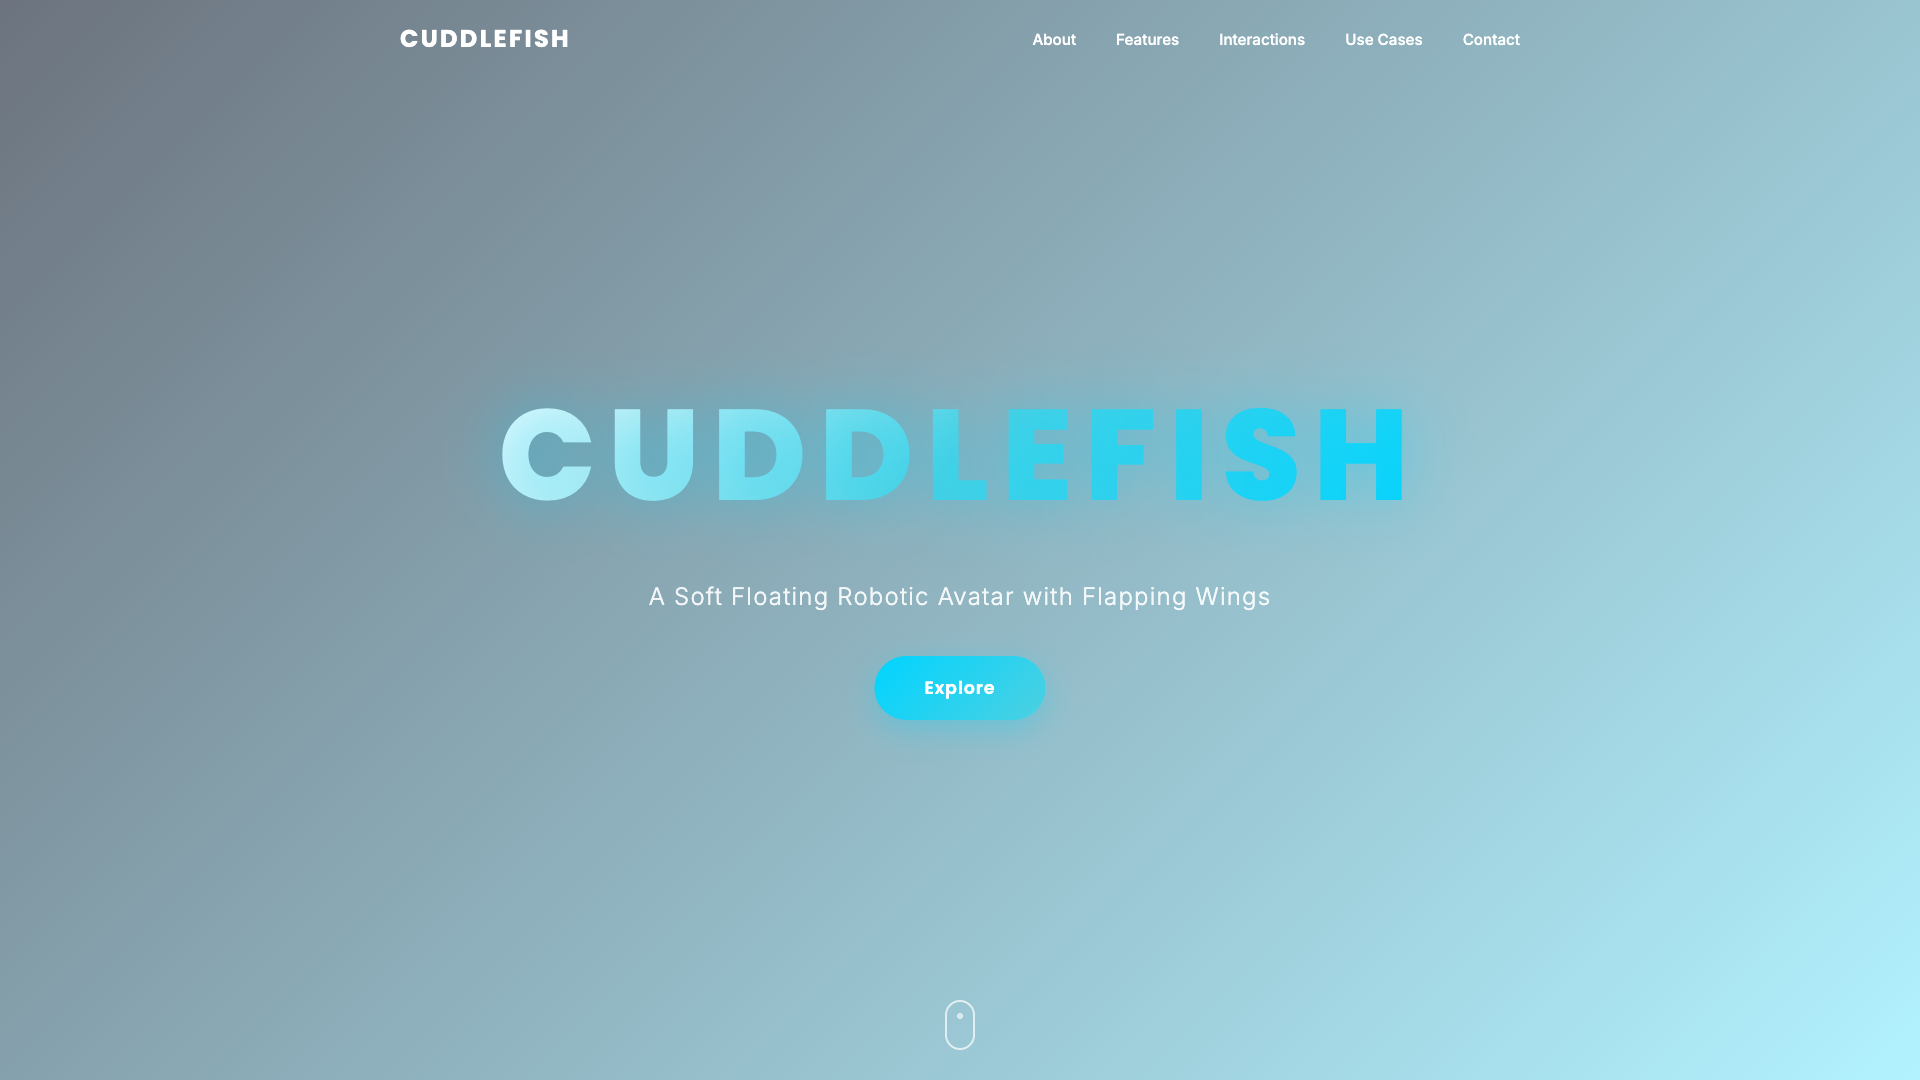 CUDDLEFISH
About Features Interactions Use Cases Contact
CUDDLEFISH
A Soft Floating Robotic Avatar with Flapping Wings
Explore